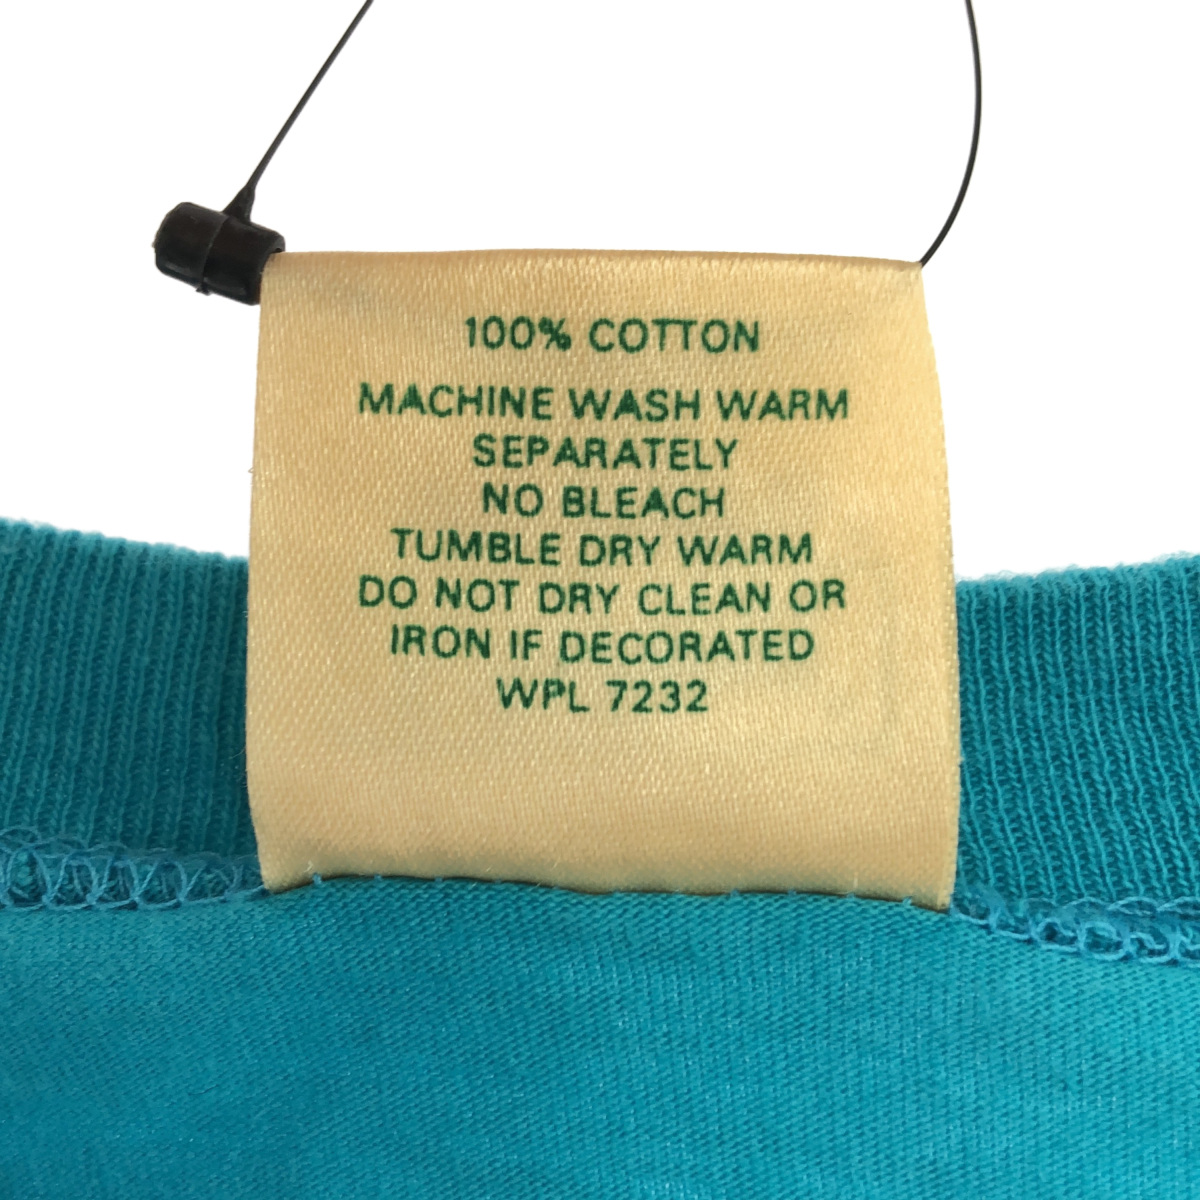 100% COTTON
MACHINE WASH WARM
SEPARATELY
NO BLEACH
TUMBLE DRY WARM
DO NOT DRY CLEAN OR
IRON IF DECORATED
WPL 7232